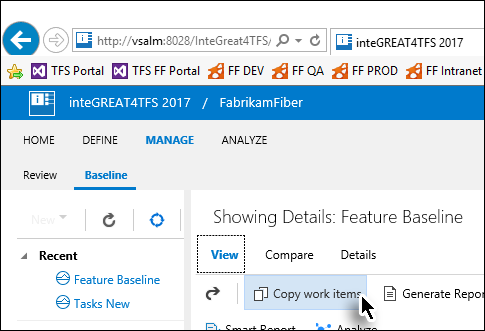 http://vsalm:8028/InteGreat4TFS/
inteGREAT4TFS 2017
TFS Portal TFS FF Portal FF DEV FF QA FF PROD FF Intranet
inteGREAT4TFS 2017 / FabrikamFiber
HOME DEFINE MANAGE ANALYZE
Review Baseline
New
Showing Details: Feature Baseline
Recent
View Compare Details
Feature Baseline
Copy work items Generate Repor
Tasks New
Smart Report Analyze